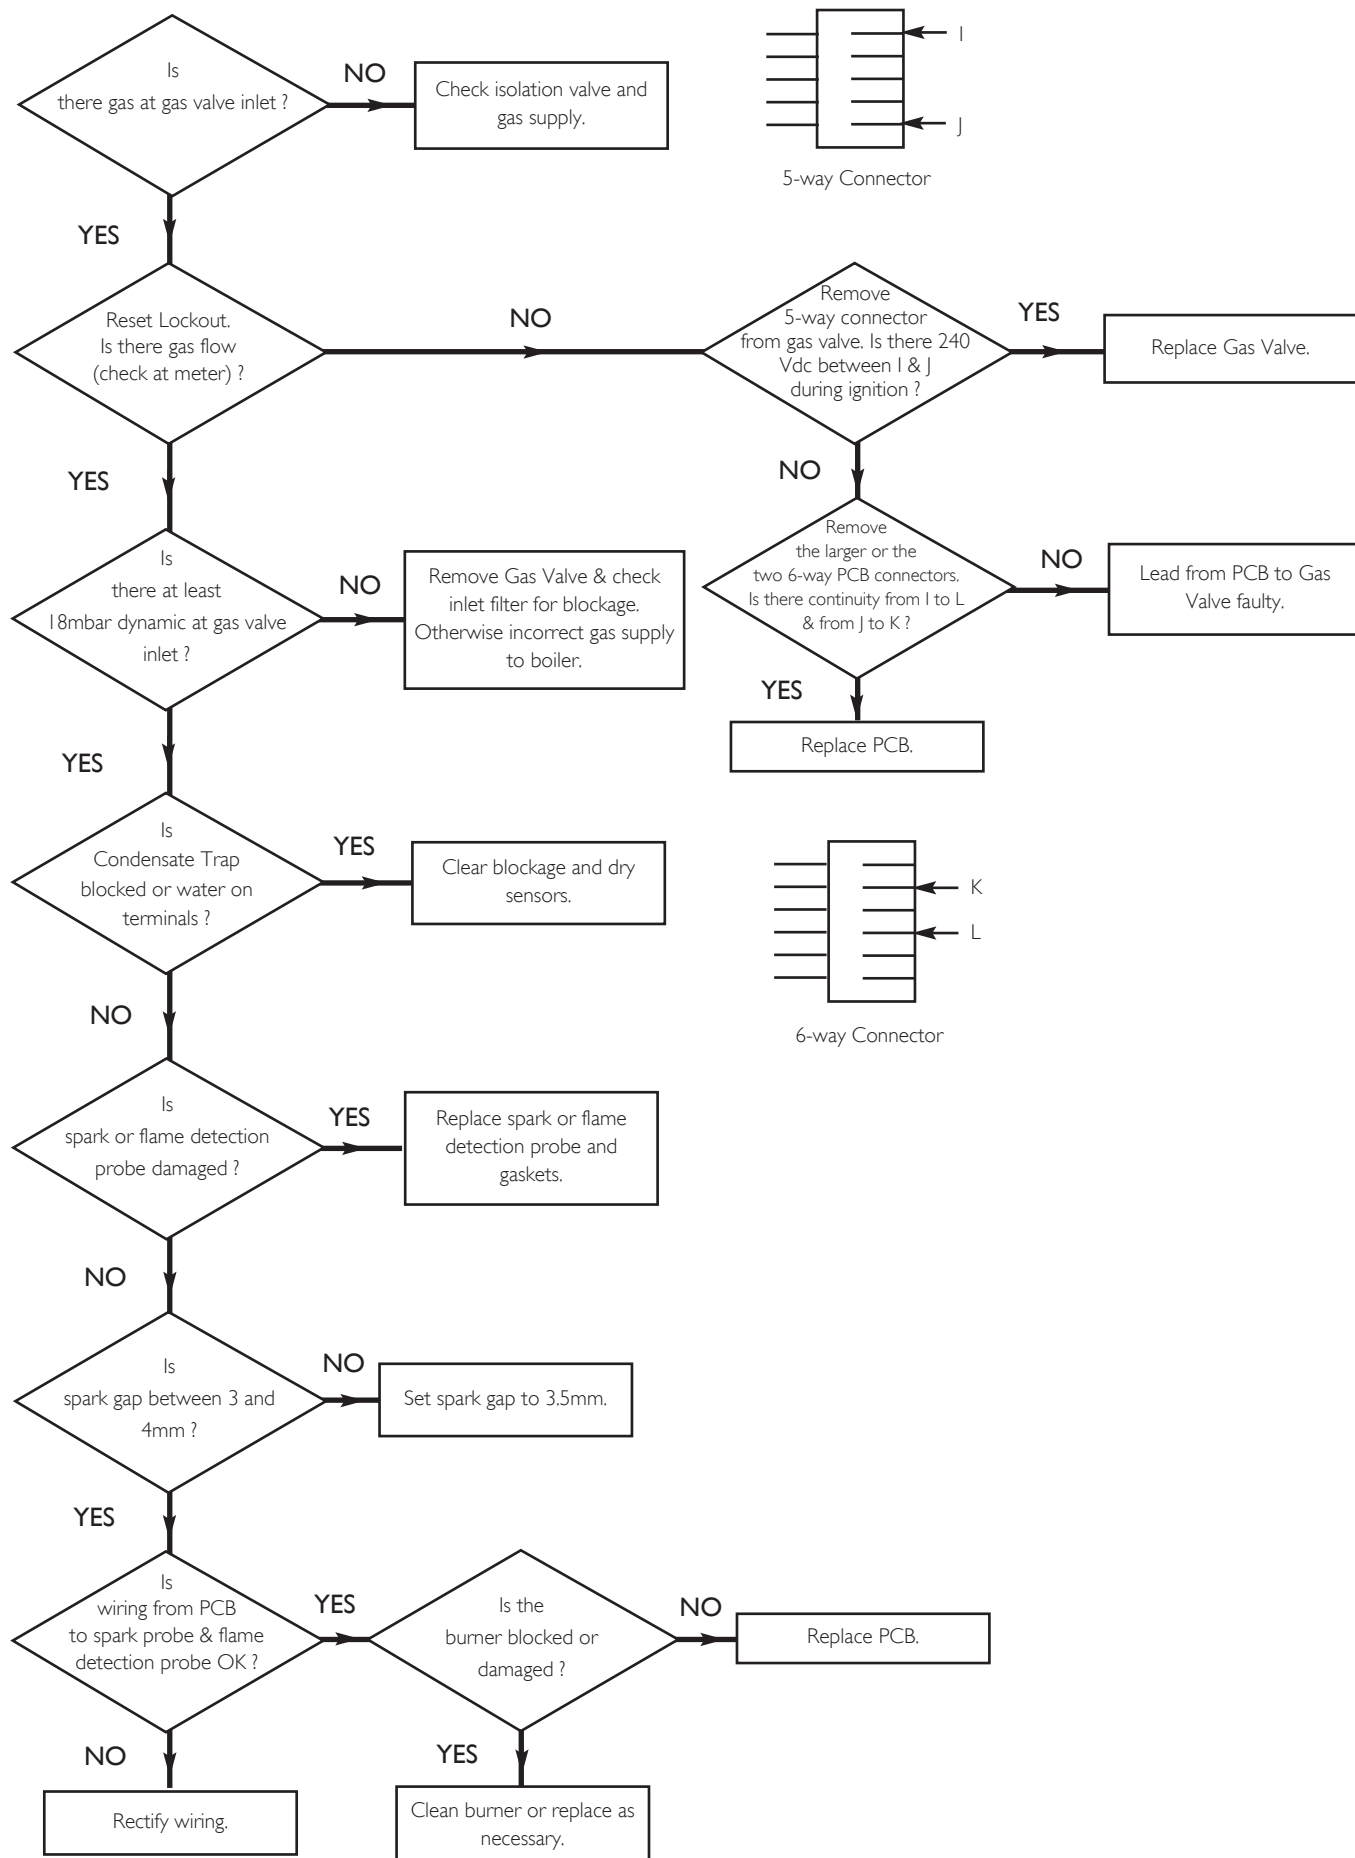 Is
there gas at gas valve inlet ?
NO
Check isolation valve and
gas supply.
I
J
5-way Connector
YES
Reset Lockout.
Is there gas flow
(check at meter) ?
NO
Remove
5-way connector
from gas valve. Is there 240
Vdc between I & J
during ignition ?
YES
Replace Gas Valve.
YES
NO
Is
there at least
18mbar dynamic at gas valve
inlet ?
NO
Remove Gas Valve & check
inlet filter for blockage.
Otherwise incorrect gas supply
to boiler.
Remove
the larger or the
two 6-way PCB connectors.
Is there continuity from I to L
& from J to K ?
NO
Lead from PCB to Gas
Valve faulty.
YES
Replace PCB.
YES
Is
Condensate Trap
blocked or water on
terminals ?
YES
Clear blockage and dry
sensors.
K
L
6-way Connector
NO
Is
spark or flame detection
probe damaged ?
YES
Replace spark or flame
detection probe and
gaskets.
NO
Is
spark gap between 3 and
4mm ?
NO
Set spark gap to 3.5mm.
YES
Is
wiring from PCB
to spark probe & flame
detection probe OK ?
YES
Is the
burner blocked or
damaged ?
NO
Replace PCB.
NO
Rectify wiring.
YES
Clean burner or replace as
necessary.